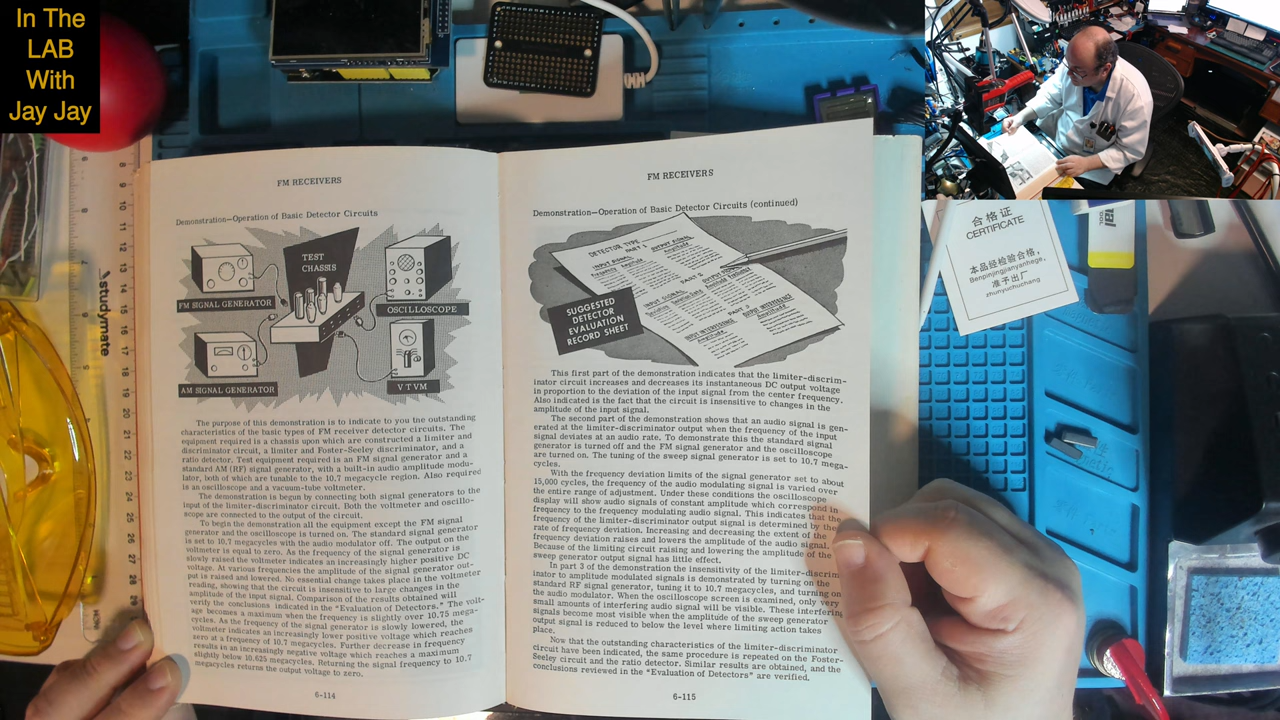 In The
LAB
With
Jay Jay
FM RECEIVERS
Demonstration—Operation of Basic Detector Circuits
TEST
CHASSIS
FM SIGNAL GENERATOR
OSCILLOSCOPE
AM SIGNAL GENERATOR
VTVM
The purpose of this demonstration is to indicate to you the outstanding
characteristics of the basic types of FM receiver detector circuits. The
equipment required is a chassis upon which are constructed a limiter and
discriminator circuit, a limiter and Foster-Seeley discriminator, and a
ratio detector. Test equipment required is an FM signal generator and a
standard AM (RF) signal generator, with a built-in audio amplitude modu-
lator, both of which are tunable to the 10.7 megacycle region. Also required
is an oscilloscope and a vacuum-tube voltmeter.
The demonstration is begun by connecting both signal generators to the
input of the limiter-discriminator circuit. Both the voltmeter and oscillo-
scope are connected to the output of the circuit.
To begin the demonstration all the equipment except the FM signal
generator and the oscilloscope is turned on. The standard signal generator
is set to 10.7 megacycles with the audio modulator off. The output on the
voltmeter is equal to zero. As the frequency of the signal generator is
slowly raised the voltmeter indicates an increasingly higher positive DC
voltage. At various frequencies the amplitude of the signal generator out-
put is raised and lowered. No essential change takes place in the voltmeter
reading, showing that the circuit is insensitive to large changes in the
amplitude of the input signal. Comparison of the results obtained will
verify the conclusions indicated in the "Evaluation of Detectors." The volt-
age becomes a maximum when the frequency is slightly over 10.75 mega-
cycles. As the frequency of the signal generator is slowly lowered, the
voltmeter indicates an increasingly lower positive voltage which reaches
zero at a frequency of 10.7 megacycles. Further decrease in frequency
results in an increasingly negative voltage which reaches a maximum
slightly below 10.625 megacycles. Returning the signal frequency to 10.7
megacycles returns the output voltage to zero.
6-114
FM RECEIVERS
Demonstration—Operation of Basic Detector Circuits (continued)
DETECTOR TYPE
PART 1
INPUT SIGNAL
OUTPUT SIGNAL
Frequency Amplitude
Amplitude
PART 2
INPUT SIGNAL
PART 3
INPUT INTERFERENCE
OUTPUT INTERFERENCE
Amplitude
Amplitude
SUGGESTED
DETECTOR
EVALUATION
RECORD SHEET
This first part of the demonstration indicates that the limiter-discrim-
inator circuit increases and decreases its instantaneous DC output voltage
in proportion to the deviation of the input signal from the center frequency.
Also indicated is the fact that the circuit is insensitive to changes in the
amplitude of the input signal.
The second part of the demonstration shows that an audio signal is gen-
erated at the limiter-discriminator output when the frequency of the input
signal deviates at an audio rate. To demonstrate this the standard signal
generator is turned off and the FM signal generator and the oscilloscope
are turned on. The tuning of the sweep signal generator is set to 10.7 mega-
cycles.
With the frequency deviation limits of the signal generator set to about
15,000 cycles, the frequency of the audio modulating signal is varied over
the entire range of adjustment. Under these conditions the oscilloscope
display will show audio signals of constant amplitude which correspond in
frequency to the frequency modulating audio signal. This indicates that the
frequency of the limiter-discriminator output signal is determined by the
rate of frequency deviation. Increasing and decreasing the extent of the
frequency deviation raises and lowers the amplitude of the audio signal.
Because of the limiting circuit raising and lowering the amplitude of the
sweep generator output signal has little effect.
In Part 3 of the demonstration the insensitivity of the limiter-discrim-
inator to amplitude modulated signals is demonstrated by turning on the
standard RF signal generator, tuning it to 10.7 megacycles, and turning on
the audio modulator. When the oscilloscope screen is examined, only very
small amounts of interfering audio signal will be visible. These interfering
signals become most visible when the amplitude of the sweep generator
output signal is reduced to below the level where limiting action takes
place.
Now that the outstanding characteristics of the limiter-discriminator
circuit have been indicated, the same procedure is repeated on the Foster-
Seeley circuit and the ratio detector. Similar results are obtained, and the
conclusions reviewed in the "Evaluation of Detectors" are verified.
6-115
合格证
CERTIFICATE
本品经检验合格，
Benpinjingjianyanhege,
准予出厂
zhunyuchuchang
studymate